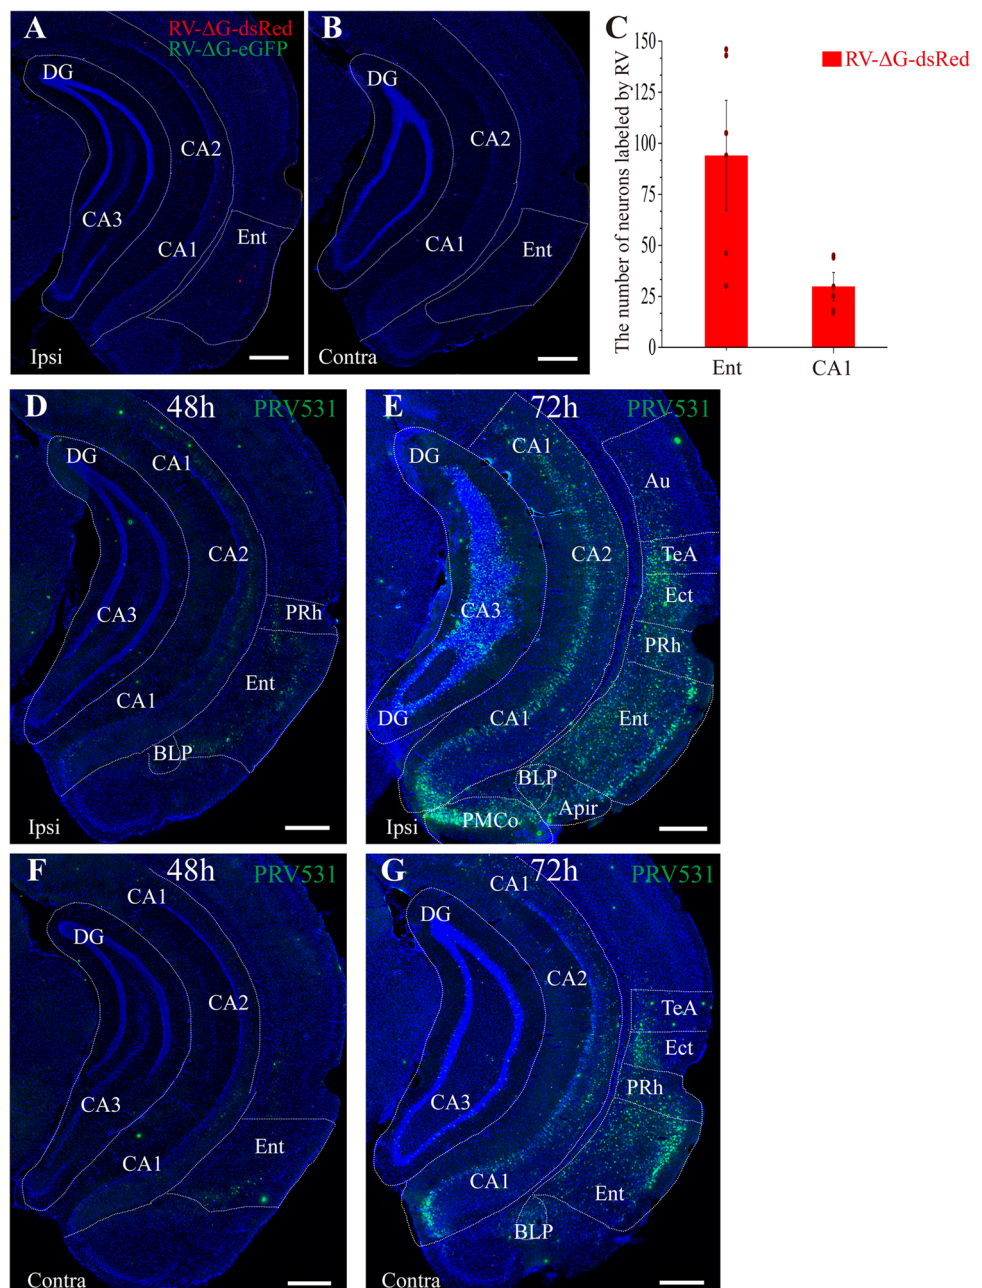 A
RV-ΔG-dsRed
RV-ΔG-eGFP
DG
CA2
CA3
CA1
Ent
Ipsi
B
DG
CA2
CA1
Ent
Contra
C
The number of neurons labeled by RV
150
125
100
75
50
25
0
RV-ΔG-dsRed
Ent
CA1
D
48h
PRV531
DG
CA1
CA2
CA3
PRh
Ent
CA1
BLP
Ipsi
E
72h
PRV531
CA1
DG
Au
CA2
TeA
Ect
CA3
PRh
CA1
Ent
DG
BLP
Apir
PMCo
Ipsi
F
48h
PRV531
CA1
DG
CA2
CA3
Ent
CA1
Contra
G
72h
PRV531
CA1
DG
CA2
TeA
Ect
PRh
CA3
CA1
Ent
BLP
Contra